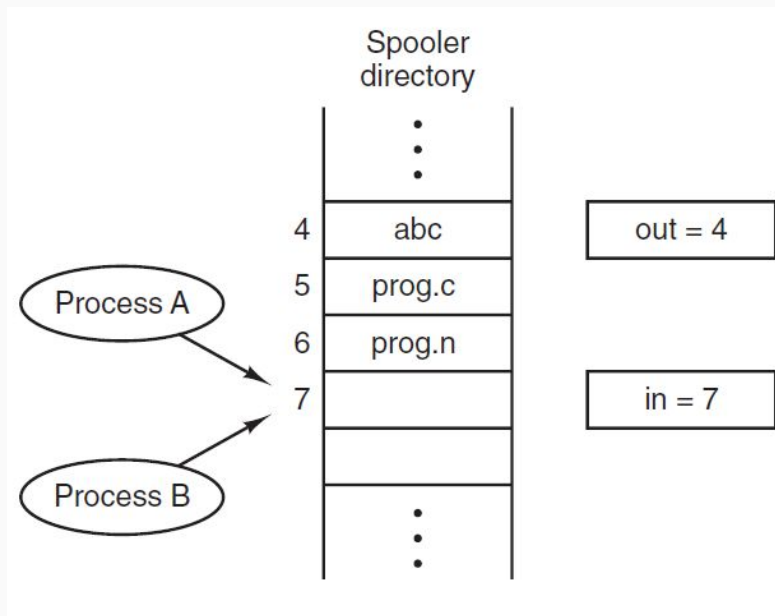 Spooler
directory
4 abc out = 4
Process A
5 prog.c
6 prog.n
7 in = 7
Process B